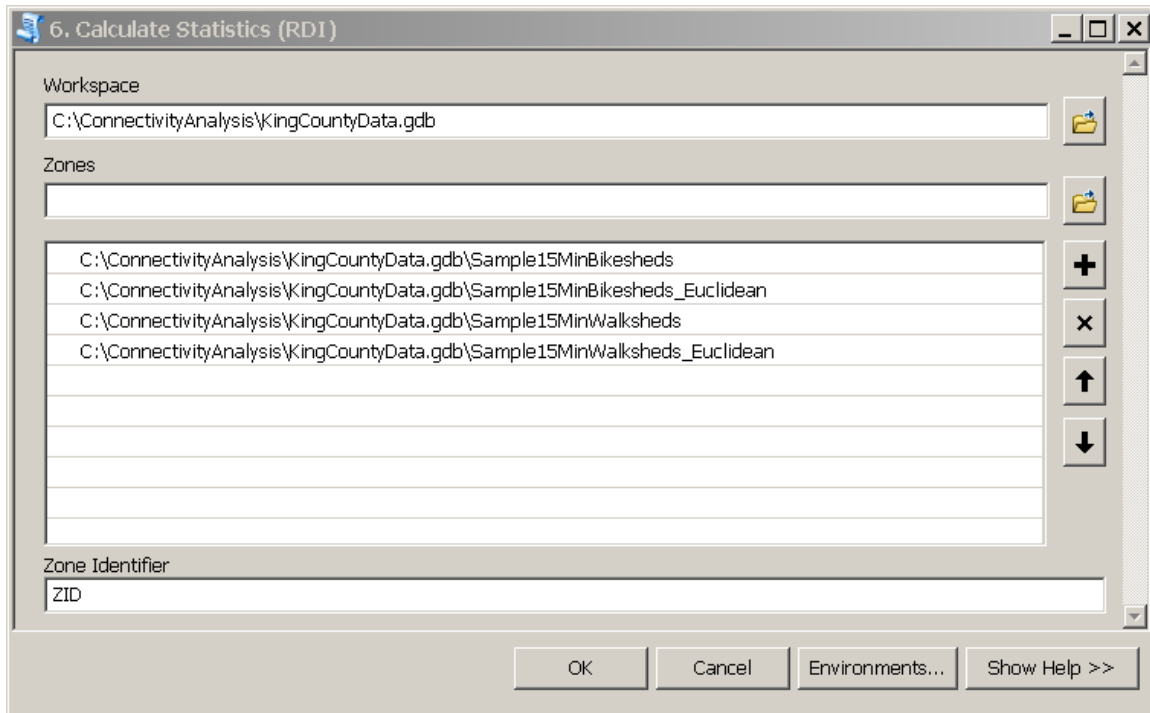 6. Calculate Statistics (RDI)
Workspace
C:\ConnectivityAnalysis\KingCountyData.gdb
Zones
C:\ConnectivityAnalysis\KingCountyData.gdb\Sample15MinBikesheds
C:\ConnectivityAnalysis\KingCountyData.gdb\Sample15MinBikesheds_Euclidean
C:\ConnectivityAnalysis\KingCountyData.gdb\Sample15MinWalksheds
C:\ConnectivityAnalysis\KingCountyData.gdb\Sample15MinWalksheds_Euclidean
Zone Identifier
ZID
OK Cancel Environments... Show Help >>